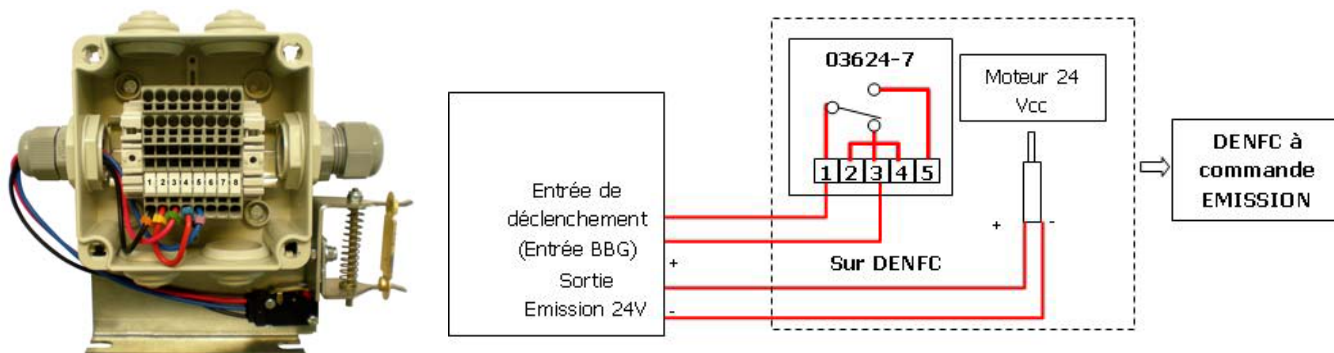 1 2 3 4 5 6 7 8
Entrée de
déclenchement
(Entrée BBG)
Sortie
Emission 24V
+
-
03624-7
1 2 3 4 5
Moteur 24
Vcc
+
-
Sur DENFC
DENFC à
commande
EMISSION